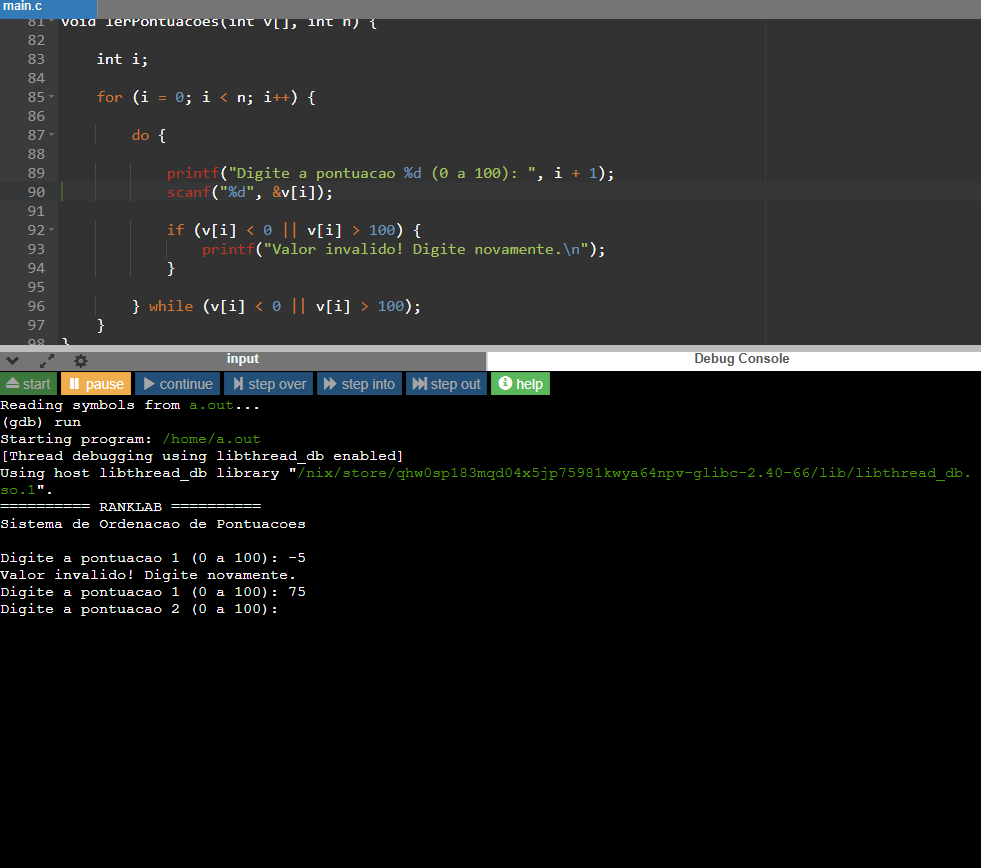 main.c
81 void lerPontuacoes(int v[], int n) {
82
83 int i;
84
85 for (i = 0; i < n; i++) {
86
87 do {
88
89 printf("Digite a pontuacao %d (0 a 100): ", i + 1);
90 scanf("%d", &v[i]);
91
92 if (v[i] < 0 || v[i] > 100) {
93 printf("Valor invalido! Digite novamente.\n");
94 }
95
96 } while (v[i] < 0 || v[i] > 100);
97 }
98 }
input Debug Console
start pause continue step over step into step out help
Reading symbols from a.out...
(gdb) run
Starting program: /home/a.out
[Thread debugging using libthread_db enabled]
Using host libthread_db library "/nix/store/qhw0sp183mqd04x5jp75981kwya64npv-glibc-2.40-66/lib/libthread_db.
so.1".
========== RANKLAB ==========
Sistema de Ordenacao de Pontuacoes
Digite a pontuacao 1 (0 a 100): -5
Valor invalido! Digite novamente.
Digite a pontuacao 1 (0 a 100): 75
Digite a pontuacao 2 (0 a 100):